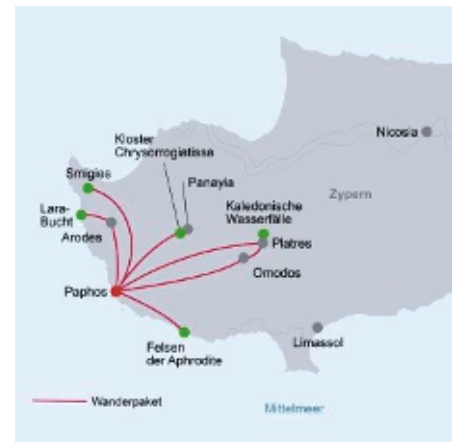 Nicosia
Kloster
Chrysorrogiatissa
Smigies
Panayia
Zypern
Lara-
Bucht
Kaledonische
Wasserfälle
Arodes
Platres
Omodos
Paphos
Limassol
Felsen
der Aphrodite
Wanderpaket
Mittelmeer